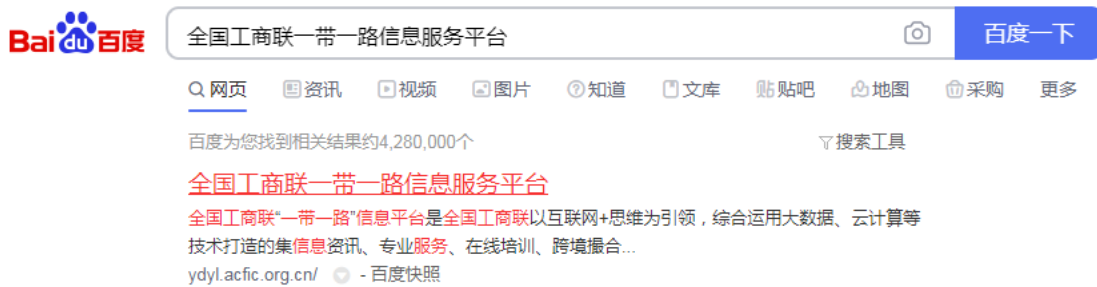 Bai du 百度 全国工商联一带一路信息服务平台 百度一下
网页 资讯 视频 图片 知道 文库 贴吧 地图 采购 更多
百度为您找到相关结果约4,280,000个 搜索工具
全国工商联一带一路信息服务平台
全国工商联“一带一路”信息平台是全国工商联以互联网+思维为引领，综合运用大数据、云计算等
技术打造的集信息资讯、专业服务、在线培训、跨境撮合...
ydyl.acfic.org.cn/ - 百度快照